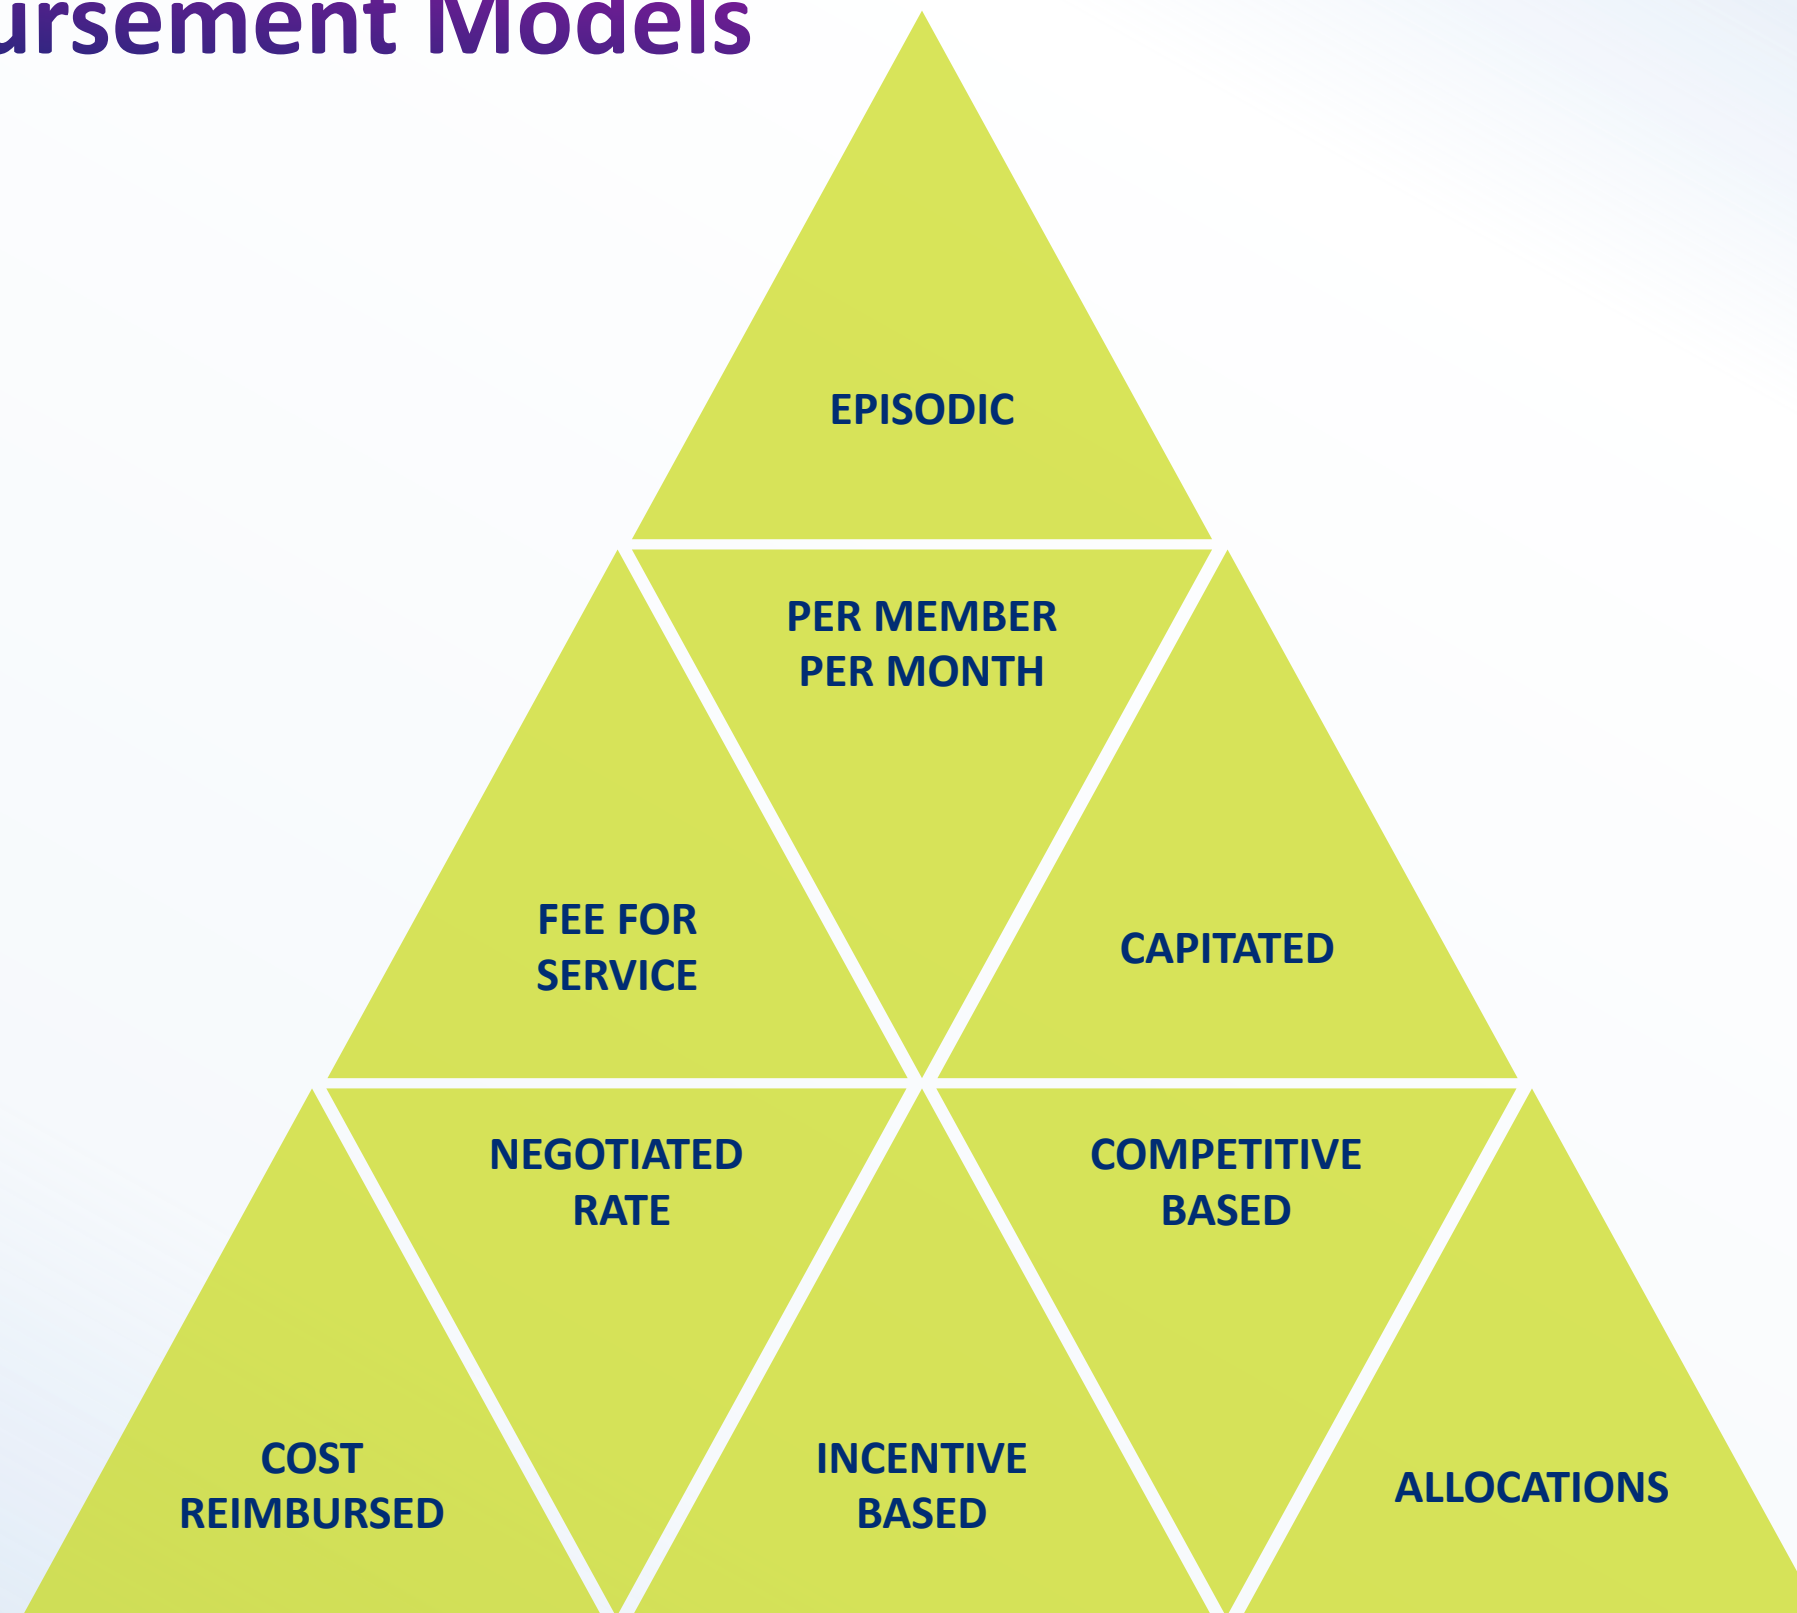 ursement Models
EPISODIC
PER MEMBER
PER MONTH
FEE FOR
SERVICE
CAPITATED
NEGOTIATED
RATE
COMPETITIVE
BASED
COST
REIMBURSED
INCENTIVE
BASED
ALLOCATIONS